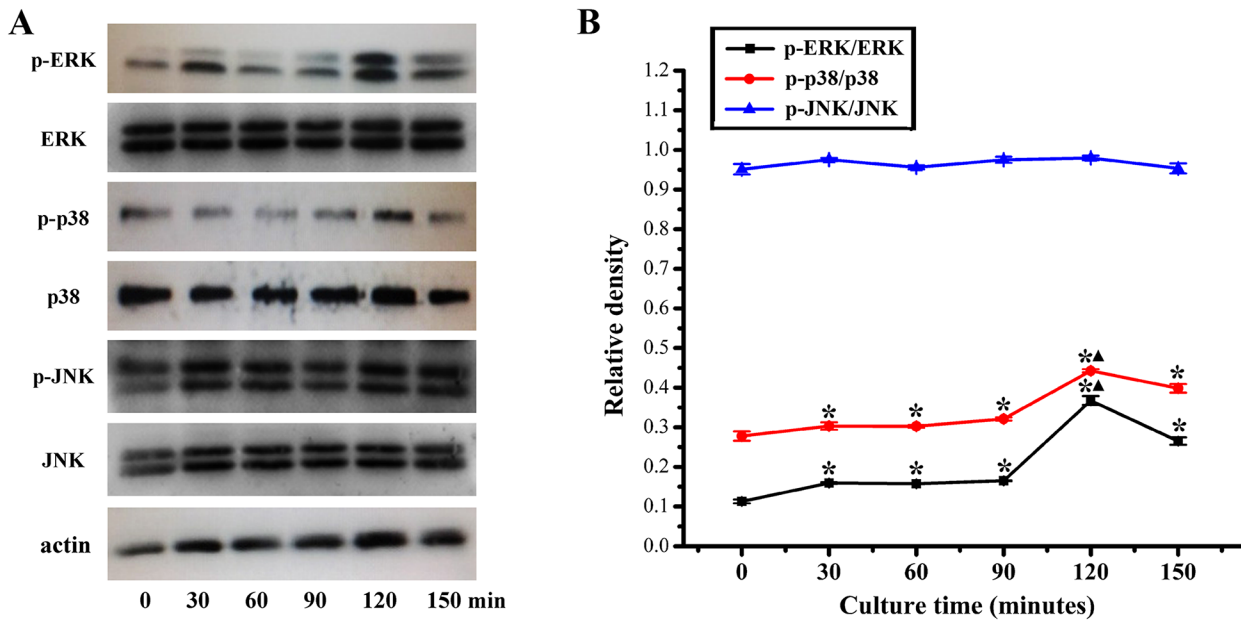 A
p-ERK
ERK
p-p38
p38
p-JNK
JNK
actin
0 30 60 90 120 150 min
B
p-ERK/ERK
p-p38/p38
p-JNK/JNK
1.2
1.1
1.0
0.9
0.8
0.7
0.6
0.5
0.4
0.3
0.2
0.1
0.0
Relative density
*▲
*▲
* * * *
* * * *
0 30 60 90 120 150
Culture time (minutes)